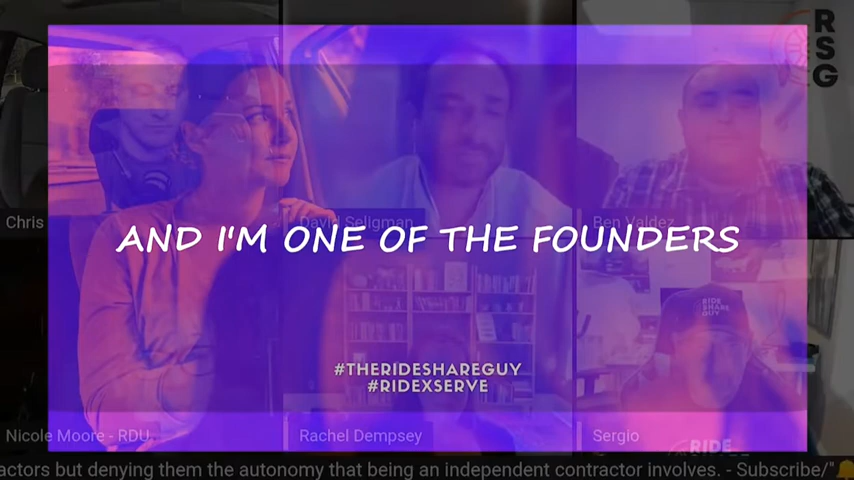 RSG
Chris
David Seligman
Ben Valdez
AND I'M ONE OF THE FOUNDERS
RIDE
SHARE
GUY
#THERIDESHAREGUY
#RIDEXSERVE
Nicole Moore - RDU
Rachel Dempsey
Sergio
RIDE
actors but denying them the autonomy that being an independent contractor involves. - Subscribe/"🔔